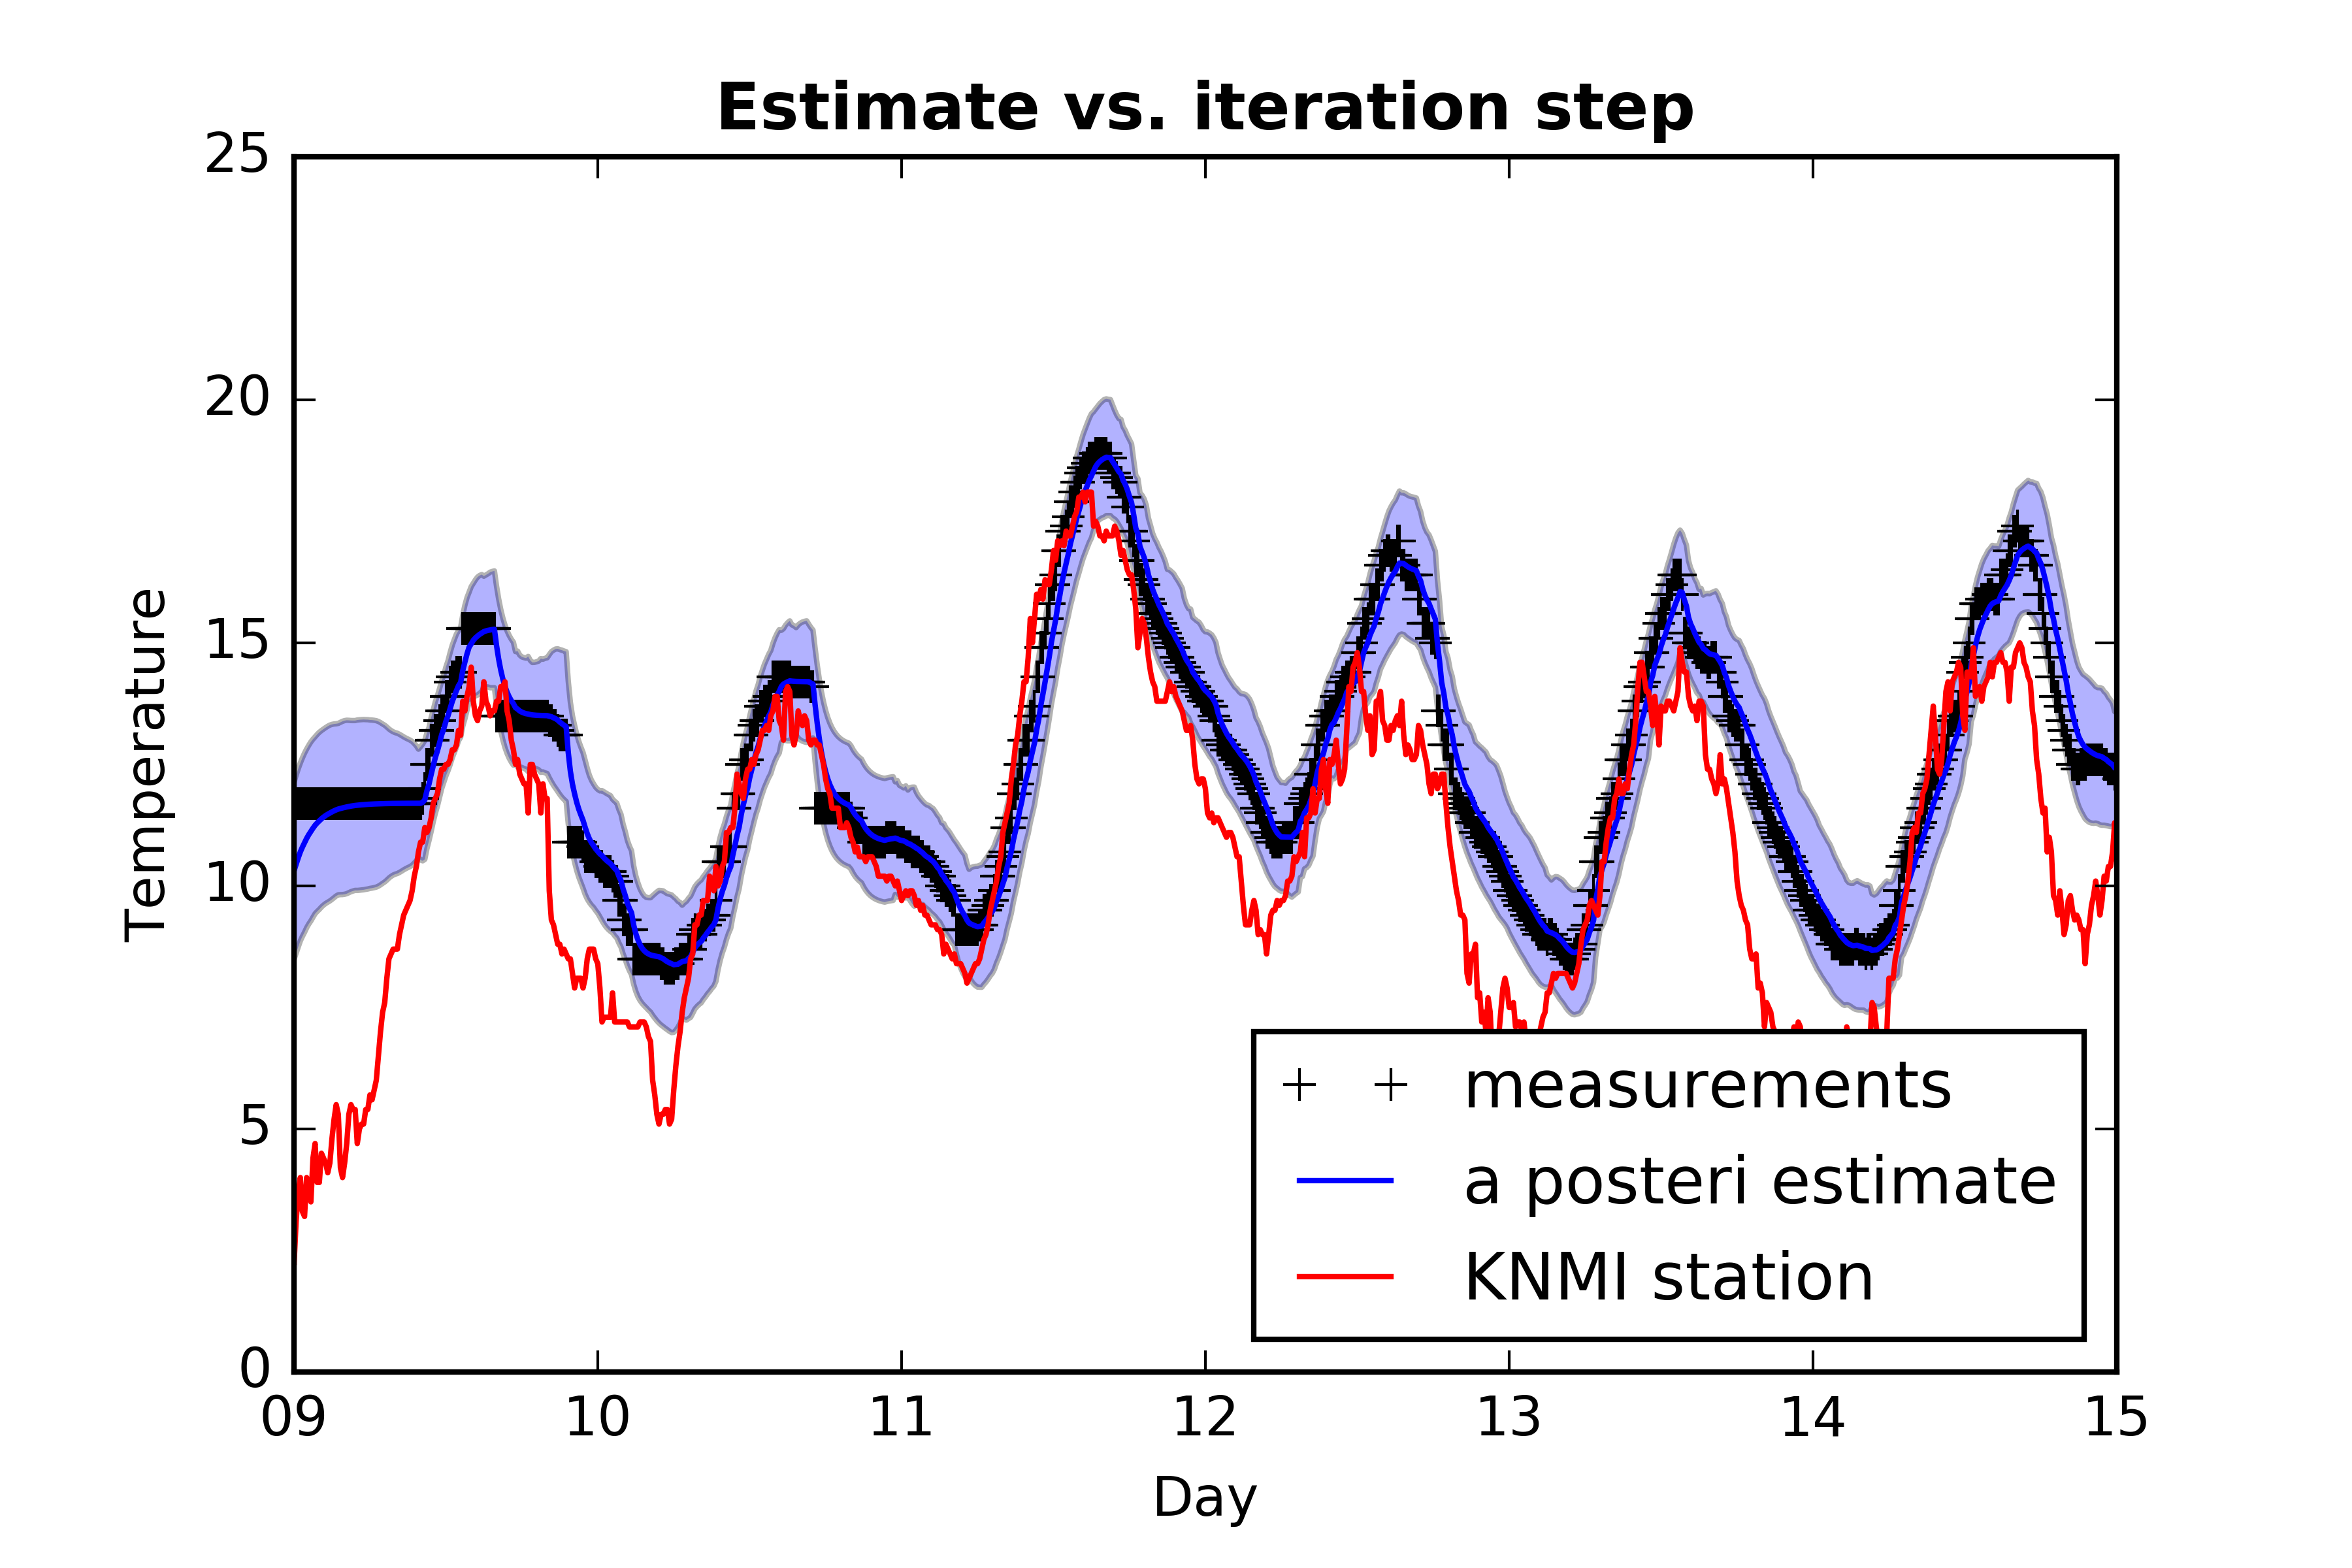 Estimate vs. iteration step
25
20
15
10
5
0
Temperature
09
10
11
12
13
14
15
Day
measurements
a posteri estimate
KNMI station